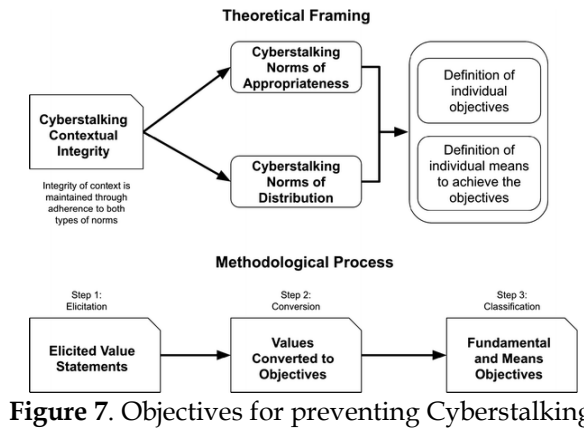 Theoretical Framing
Cyberstalking
Contextual
Integrity
Integrity of context is
maintained through
adherence to both
types of norms
Cyberstalking
Norms of
Appropriateness
Cyberstalking
Norms of
Distribution
Definition of
individual
objectives
Definition of
individual means
to achieve the
objectives
Methodological Process
Step 1:
Elicitation
Elicited Value
Statements
Step 2:
Conversion
Values
Converted to
Objectives
Step 3:
Classification
Fundamental
and Means
Objectives
Figure 7. Objectives for preventing Cyberstalking